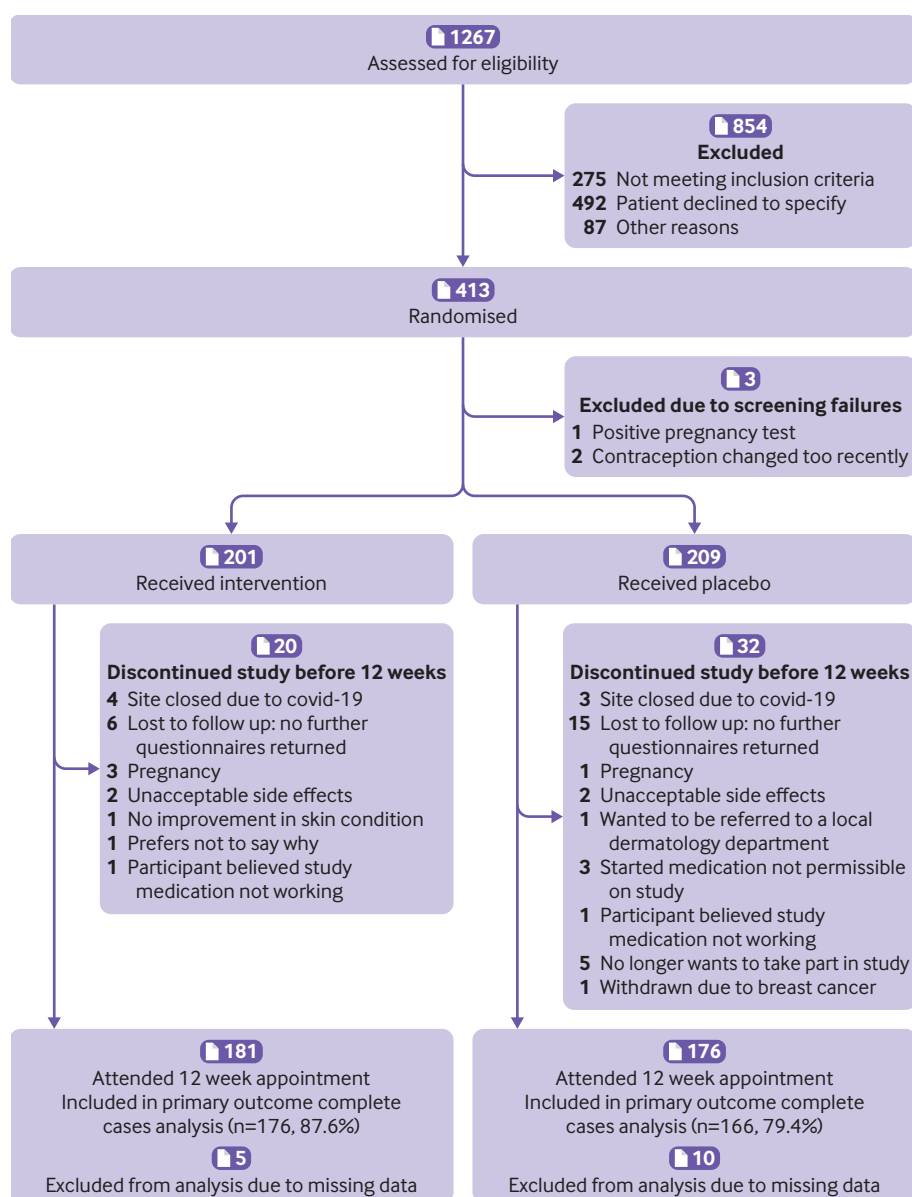 1267
Assessed for eligibility
854
Excluded
275 Not meeting inclusion criteria
492 Patient declined to specify
87 Other reasons
413
Randomised
3
Excluded due to screening failures
1 Positive pregnancy test
2 Contraception changed too recently
201
Received intervention
209
Received placebo
20
Discontinued study before 12 weeks
4 Site closed due to covid-19
6 Lost to follow up: no further
questionnaires returned
3 Pregnancy
2 Unacceptable side effects
1 No improvement in skin condition
1 Prefers not to say why
1 Participant believed study
medication not working
32
Discontinued study before 12 weeks
3 Site closed due to covid-19
15 Lost to follow up: no further
questionnaires returned
1 Pregnancy
2 Unacceptable side effects
1 Wanted to be referred to a local
dermatology department
3 Started medication not permissible
on study
1 Participant believed study
medication not working
5 No longer wants to take part in study
1 Withdrawn due to breast cancer
181
Attended 12 week appointment
Included in primary outcome complete
cases analysis (n=176, 87.6%)
5
Excluded from analysis due to missing data
176
Attended 12 week appointment
Included in primary outcome complete
cases analysis (n=166, 79.4%)
10
Excluded from analysis due to missing data